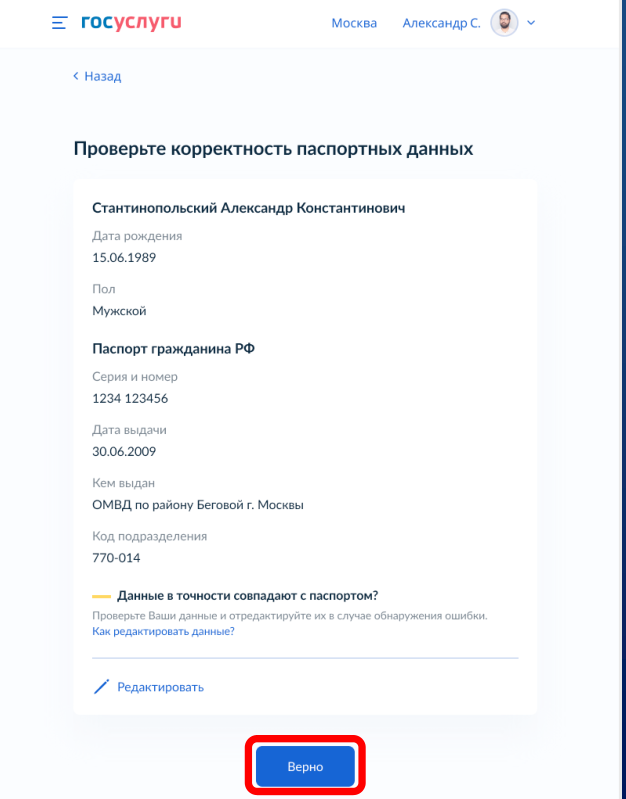 госуслуги Москва Александр С.
Назад
Проверьте корректность паспортных данных
Стантинопольский Александр Константинович
Дата рождения
15.06.1989
Пол
Мужской
Паспорт гражданина РФ
Серия и номер
1234 123456
Дата выдачи
30.06.2009
Кем выдан
ОМВД по району Беговой г. Москвы
Код подразделения
770-014
Данные в точности совпадают с паспортом?
Проверьте Ваши данные и отредактируйте их в случае обнаружения ошибки.
Как редактировать данные?
Редактировать
Верно